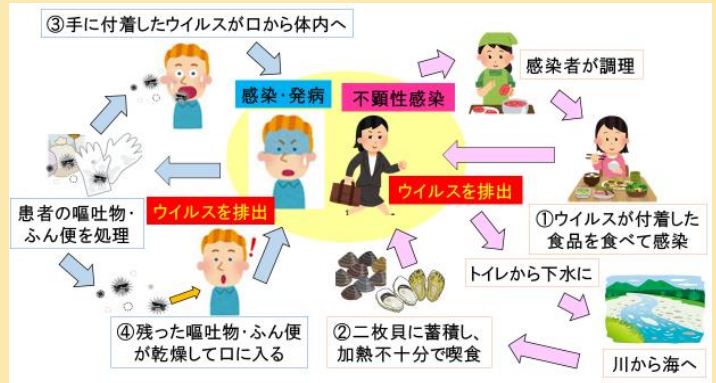 ③手に付着したウイルスが口から体内へ
感染・発病
不顕性感染
感染者が調理
ウイルスを排出
ウイルスを排出
患者の嘔吐物・
ふん便を処理
①ウイルスが付着した
食品を食べて感染
トイレから下水に
④残った嘔吐物・ふん便
が乾燥して口に入る
②二枚貝に蓄積し、
加熱不十分で喫食
川から海へ